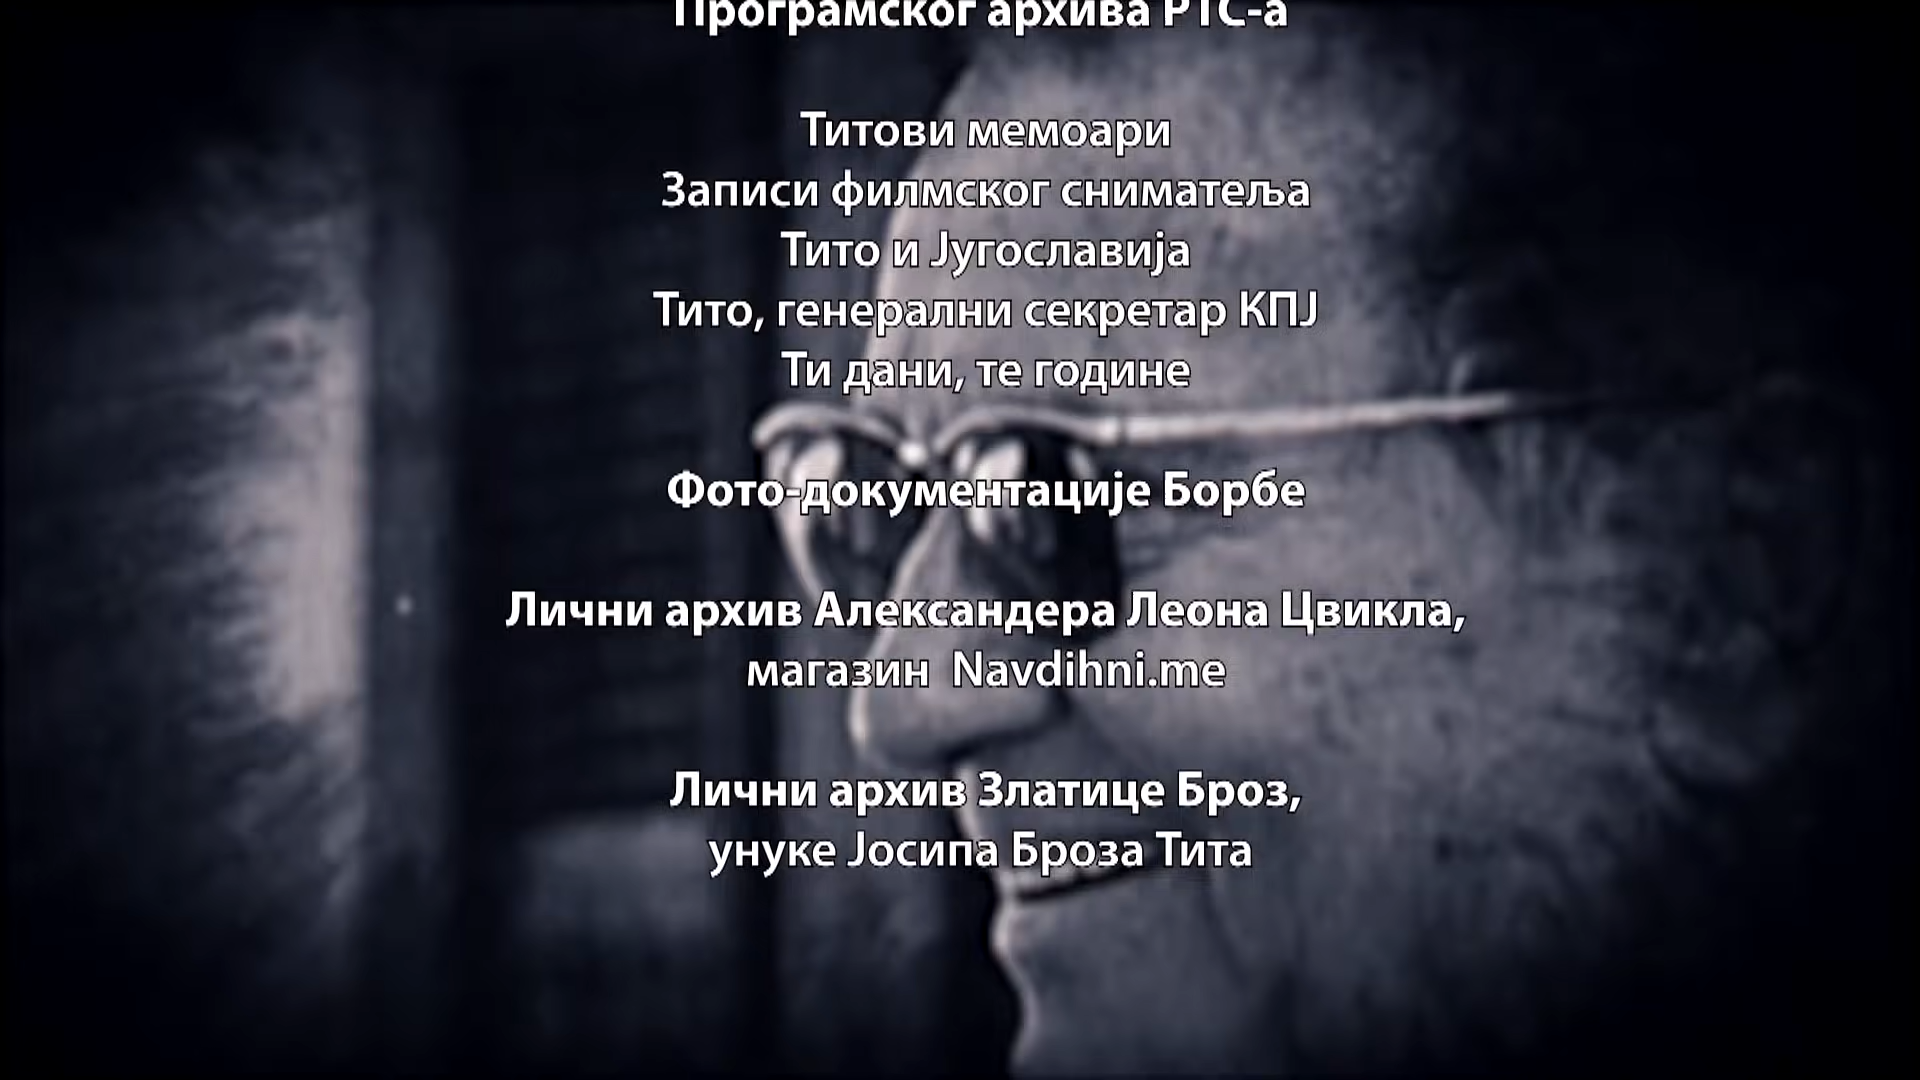 Програмског архива РТС-а
Титови мемоари
Записи филмског сниматеља
Тито и Југославија
Тито, генерални секретар КПЈ
Ти дани, те године
Фото-документације Борбе
Лични архив Александера Леона Цвикла,
магазин Navdihni.me
Лични архив Златице Броз,
унуке Јосипа Броза Тита